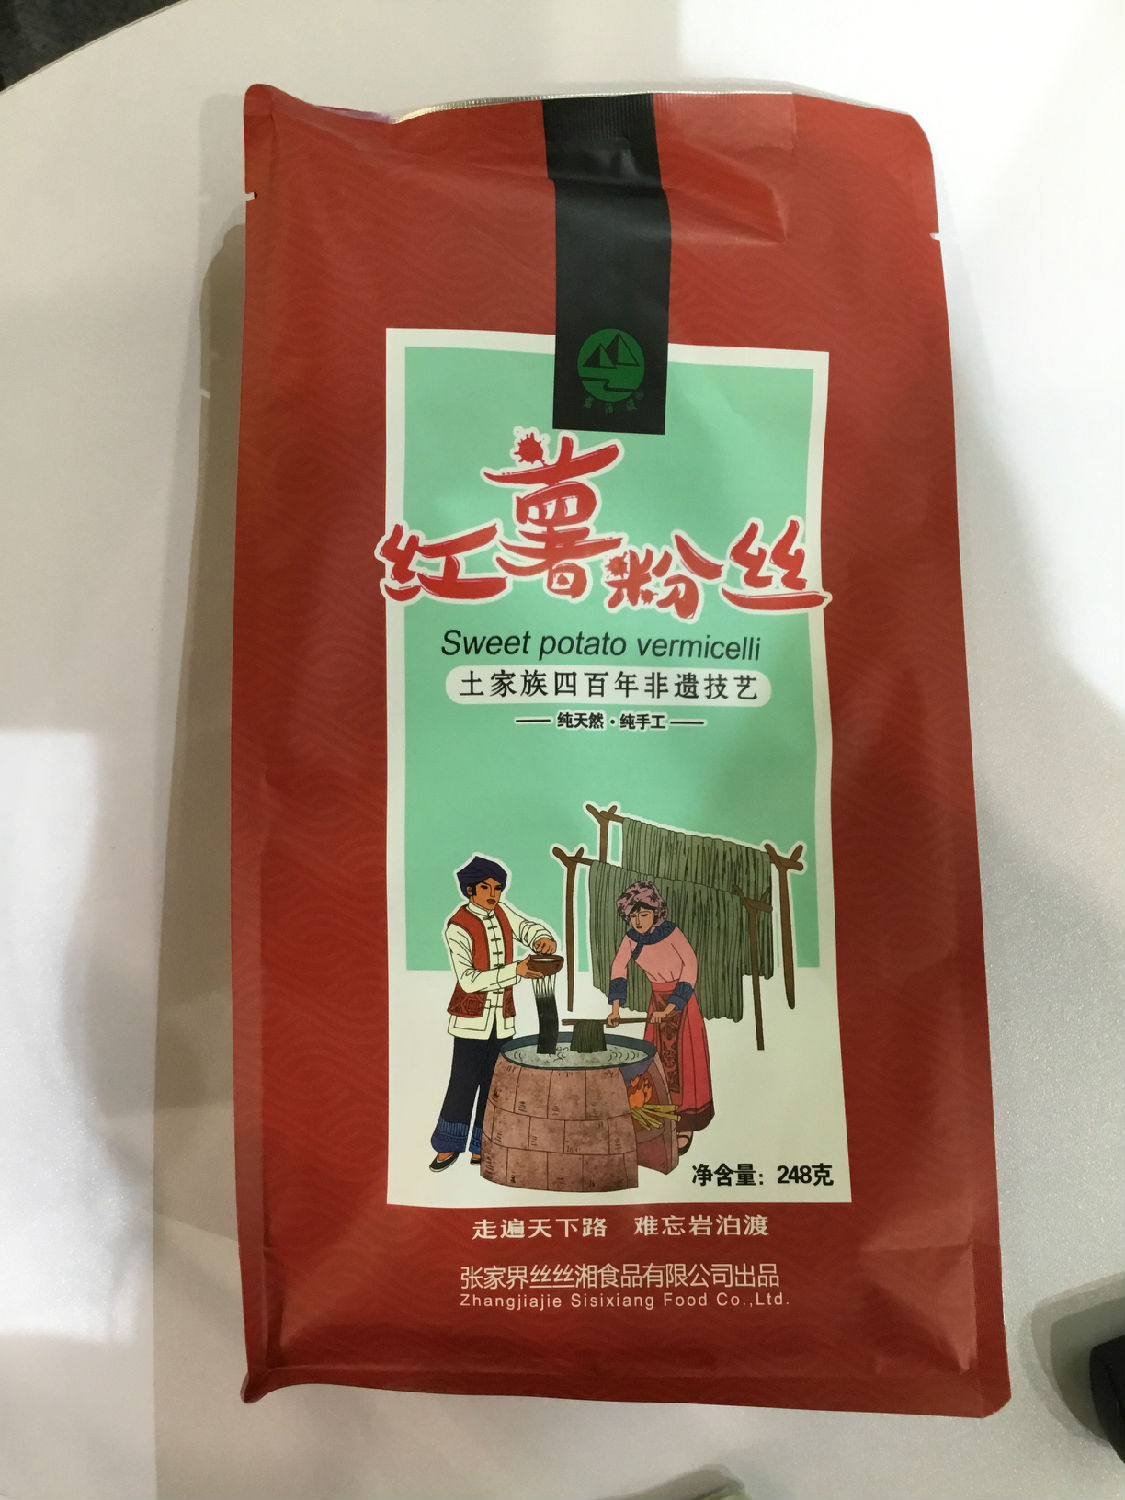 岩泊渡
红薯粉丝
Sweet potato vermicelli
土家族四百年非遗技艺
纯天然·纯手工
净含量：248克
走遍天下路 难忘岩泊渡
张家界丝丝湘食品有限公司出品
Zhangjiajie Sisixiang Food Co.,Ltd.